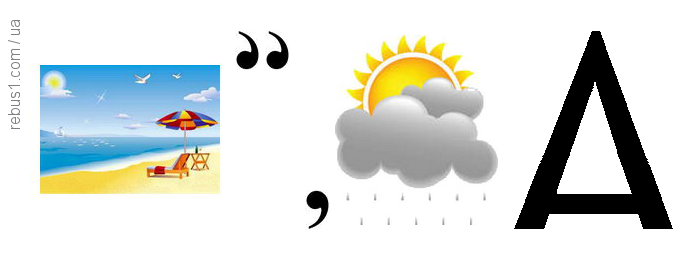 rebus1.com/ua
,,
,
А